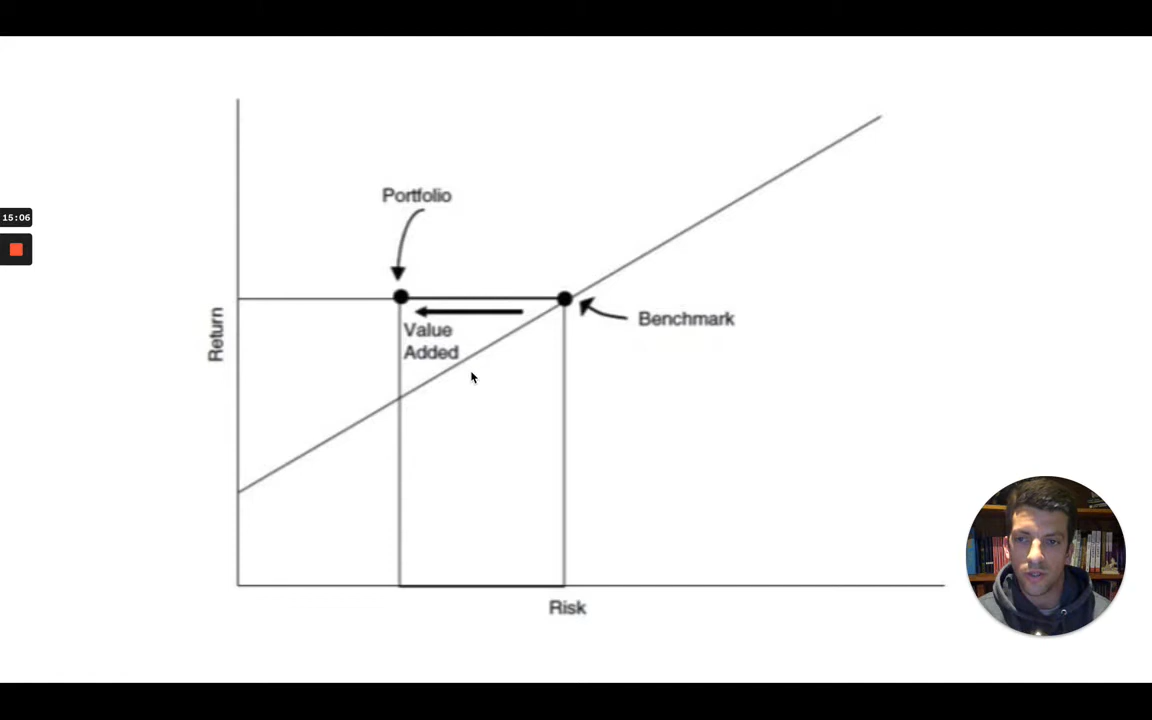 Portfolio
15:06
Value
Added
Benchmark
Return
Risk